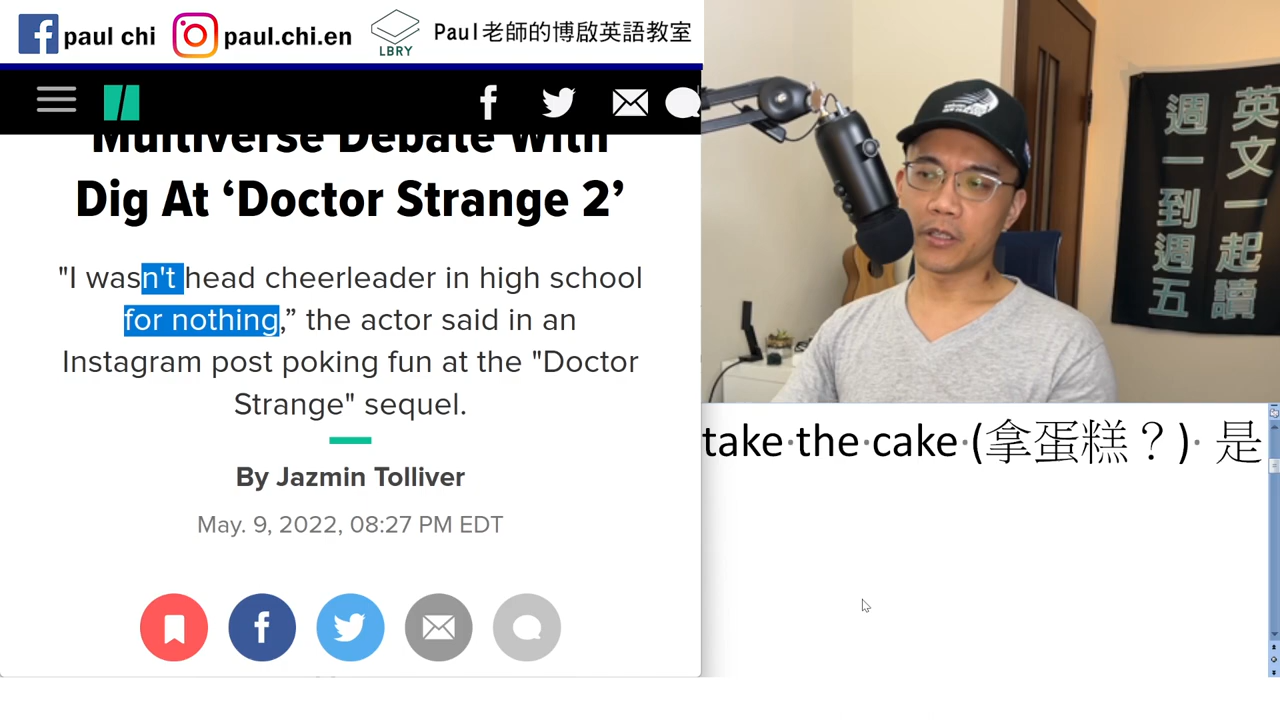 paul chi
paul.chi.en
LBRY
Paul老師的博啟英語教室
Multiverse Debate With
Dig At ‘Doctor Strange 2’
"I wasn't head cheerleader in high school
for nothing,” the actor said in an
Instagram post poking fun at the "Doctor
Strange" sequel.
By Jazmin Tolliver
May. 9, 2022, 08:27 PM EDT
英文一起讀
週一到週五
take the cake (拿蛋糕？) 是